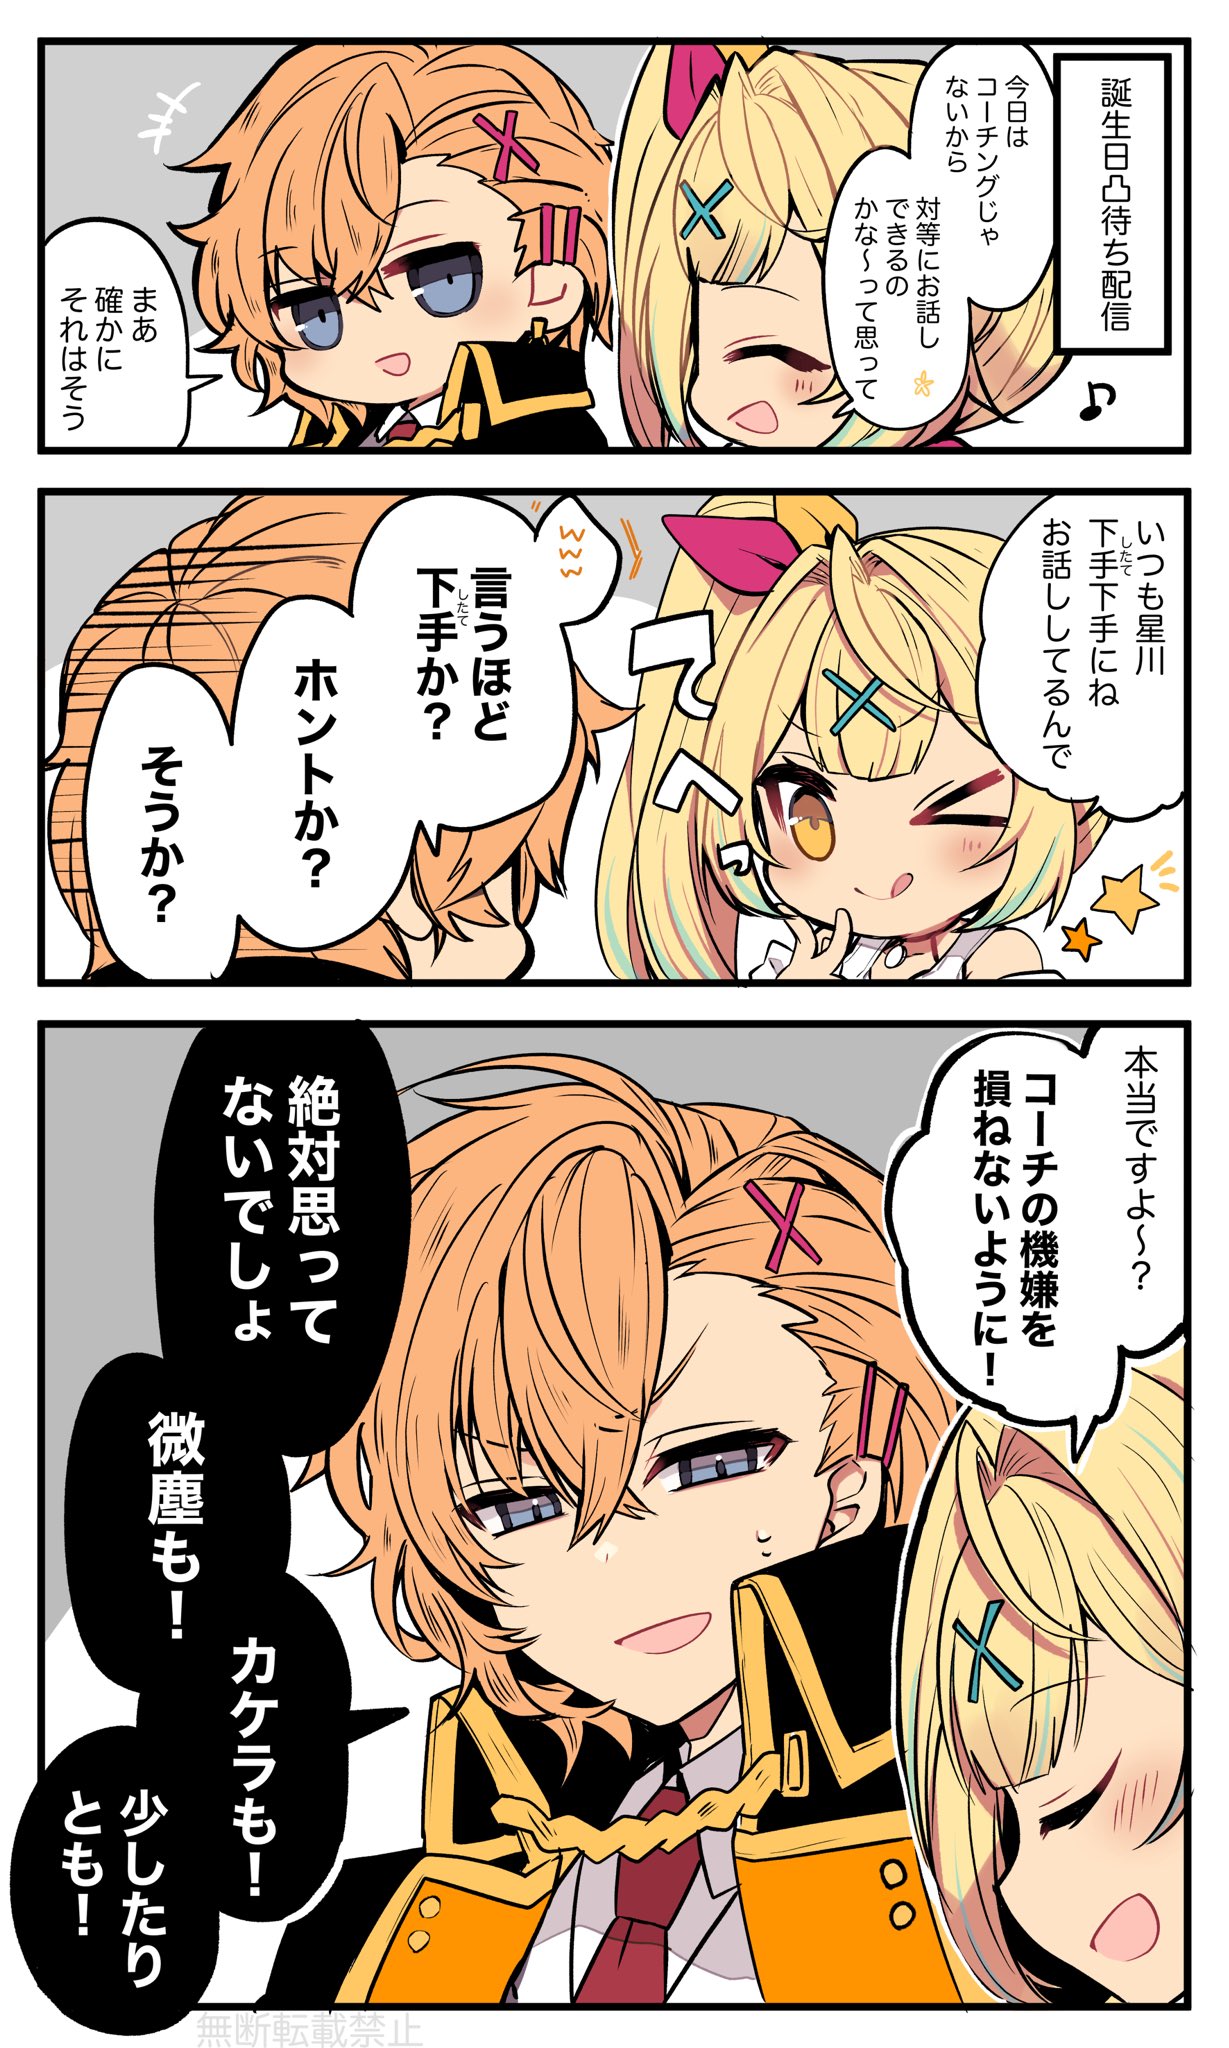 誕生日凸待ち配信
今日は
コーチングじゃ
ないから
対等にお話し
できるの
かな〜って思って
まあ
確かに
それはそう
いつも星川
下手下手にね
したて
お話ししてるんで
てへっ
言うほど
下手か？
したて
ホントか？
そうか？
本当ですよ〜？
コーチの機嫌を
損ねないように！
絶対思って
ないでしょ
微塵も！
カケラも！
少したり
とも！
無断転載禁止